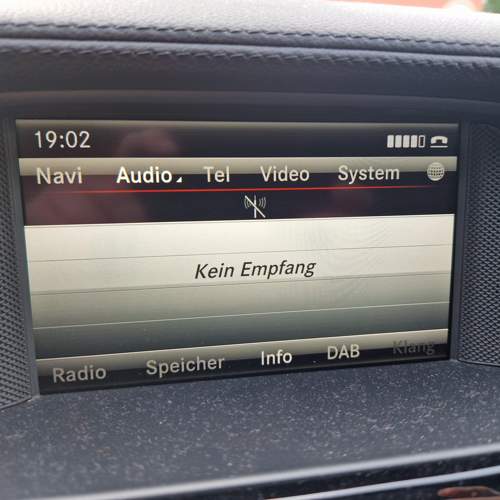 19:02
Navi Audio Tel Video System
Kein Empfang
Radio Speicher Info DAB Klang